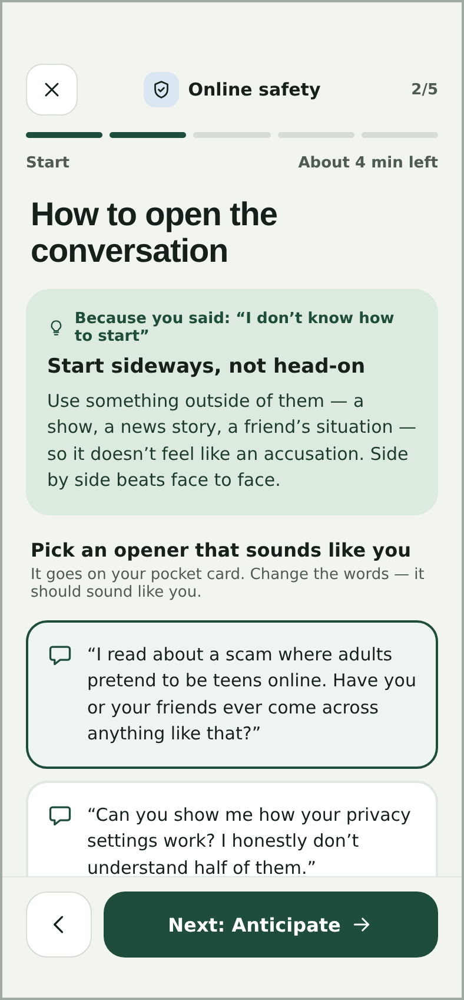 Online safety
2/5
Start
About 4 min left
How to open the
conversation
Because you said: “I don’t know how
to start”
Start sideways, not head-on
Use something outside of them — a
show, a news story, a friend’s situation —
so it doesn’t feel like an accusation. Side
by side beats face to face.
Pick an opener that sounds like you
It goes on your pocket card. Change the words — it
should sound like you.
“I read about a scam where adults
pretend to be teens online. Have you
or your friends ever come across
anything like that?”
“Can you show me how your privacy
settings work? I honestly don’t
understand half of them.”
Next: Anticipate →